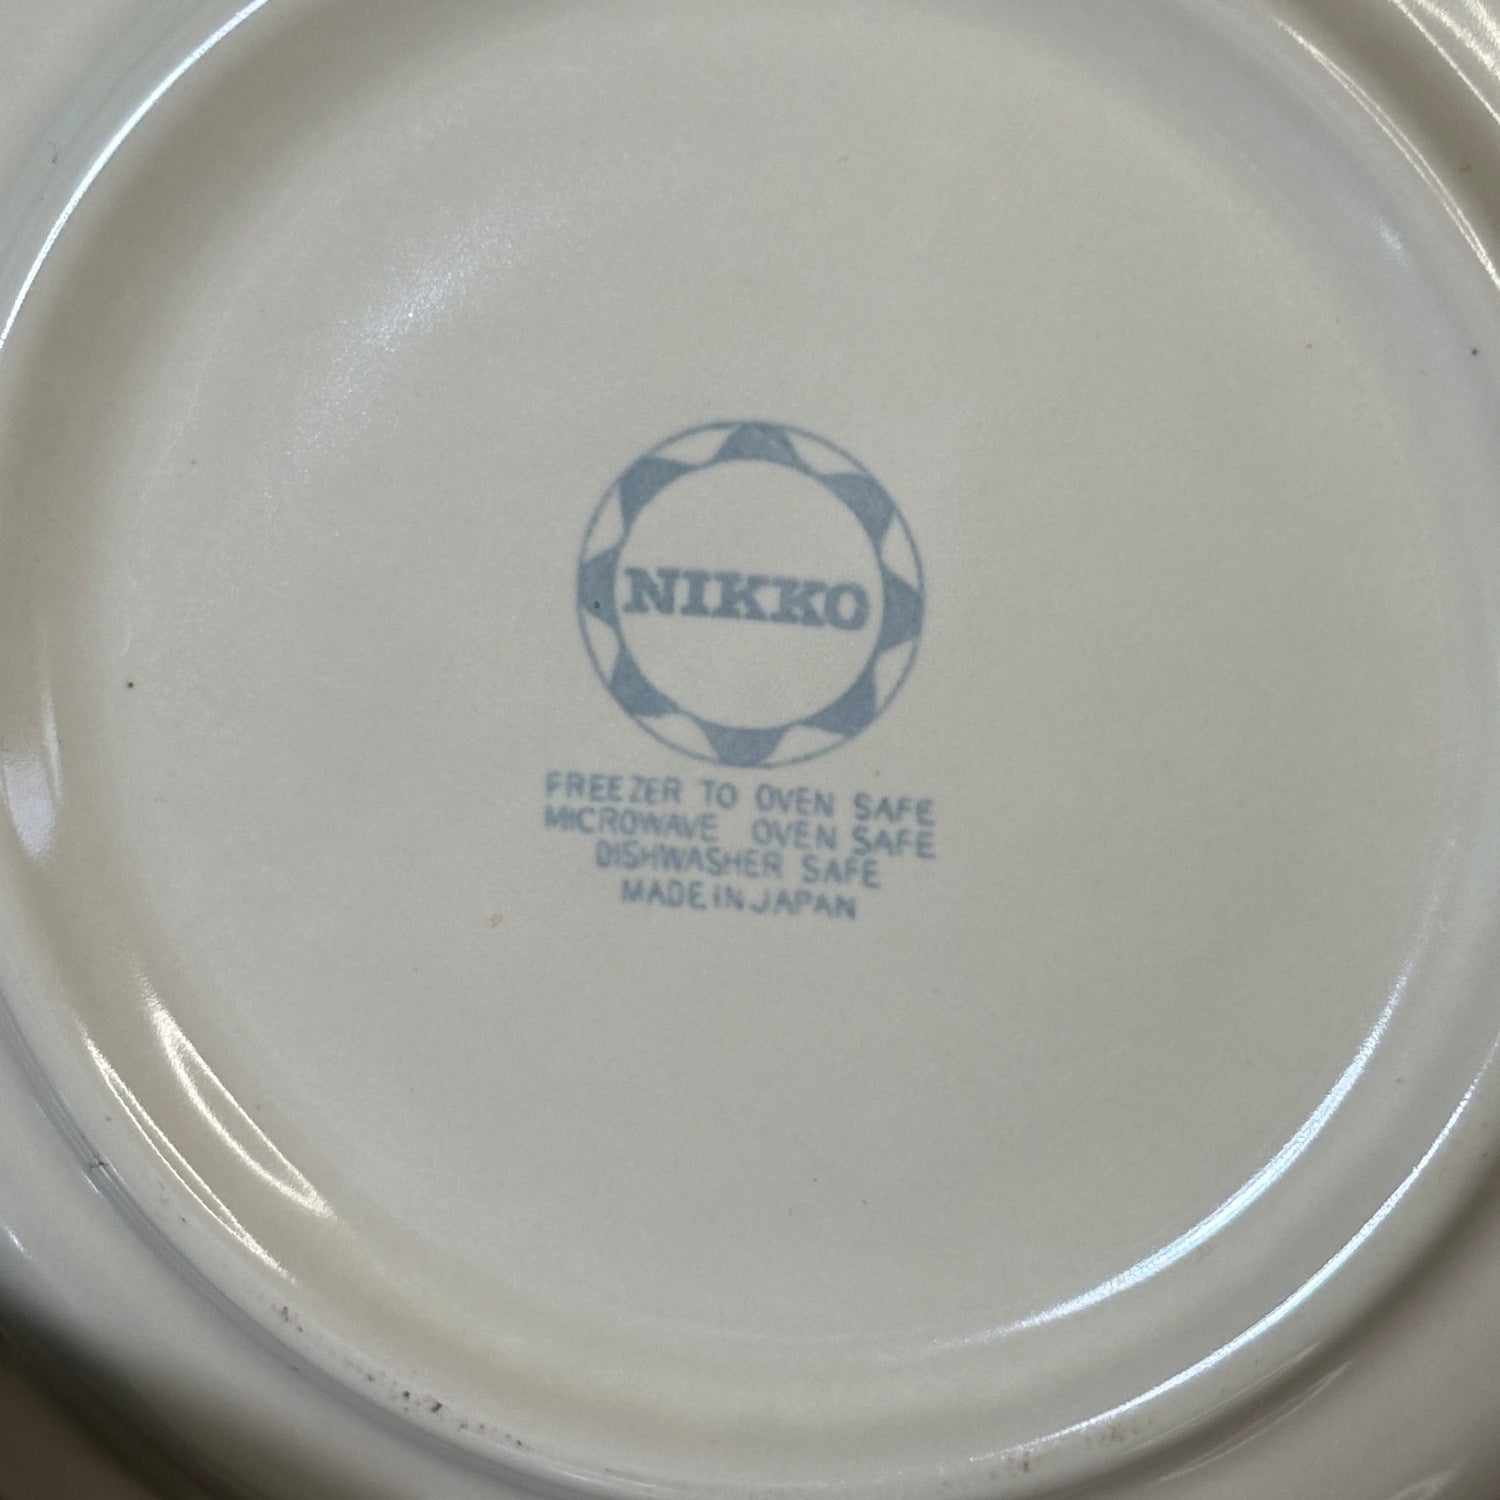 NIKKO
FREEZER TO OVEN SAFE
MICROWAVE OVEN SAFE
DISHWASHER SAFE
MADE IN JAPAN